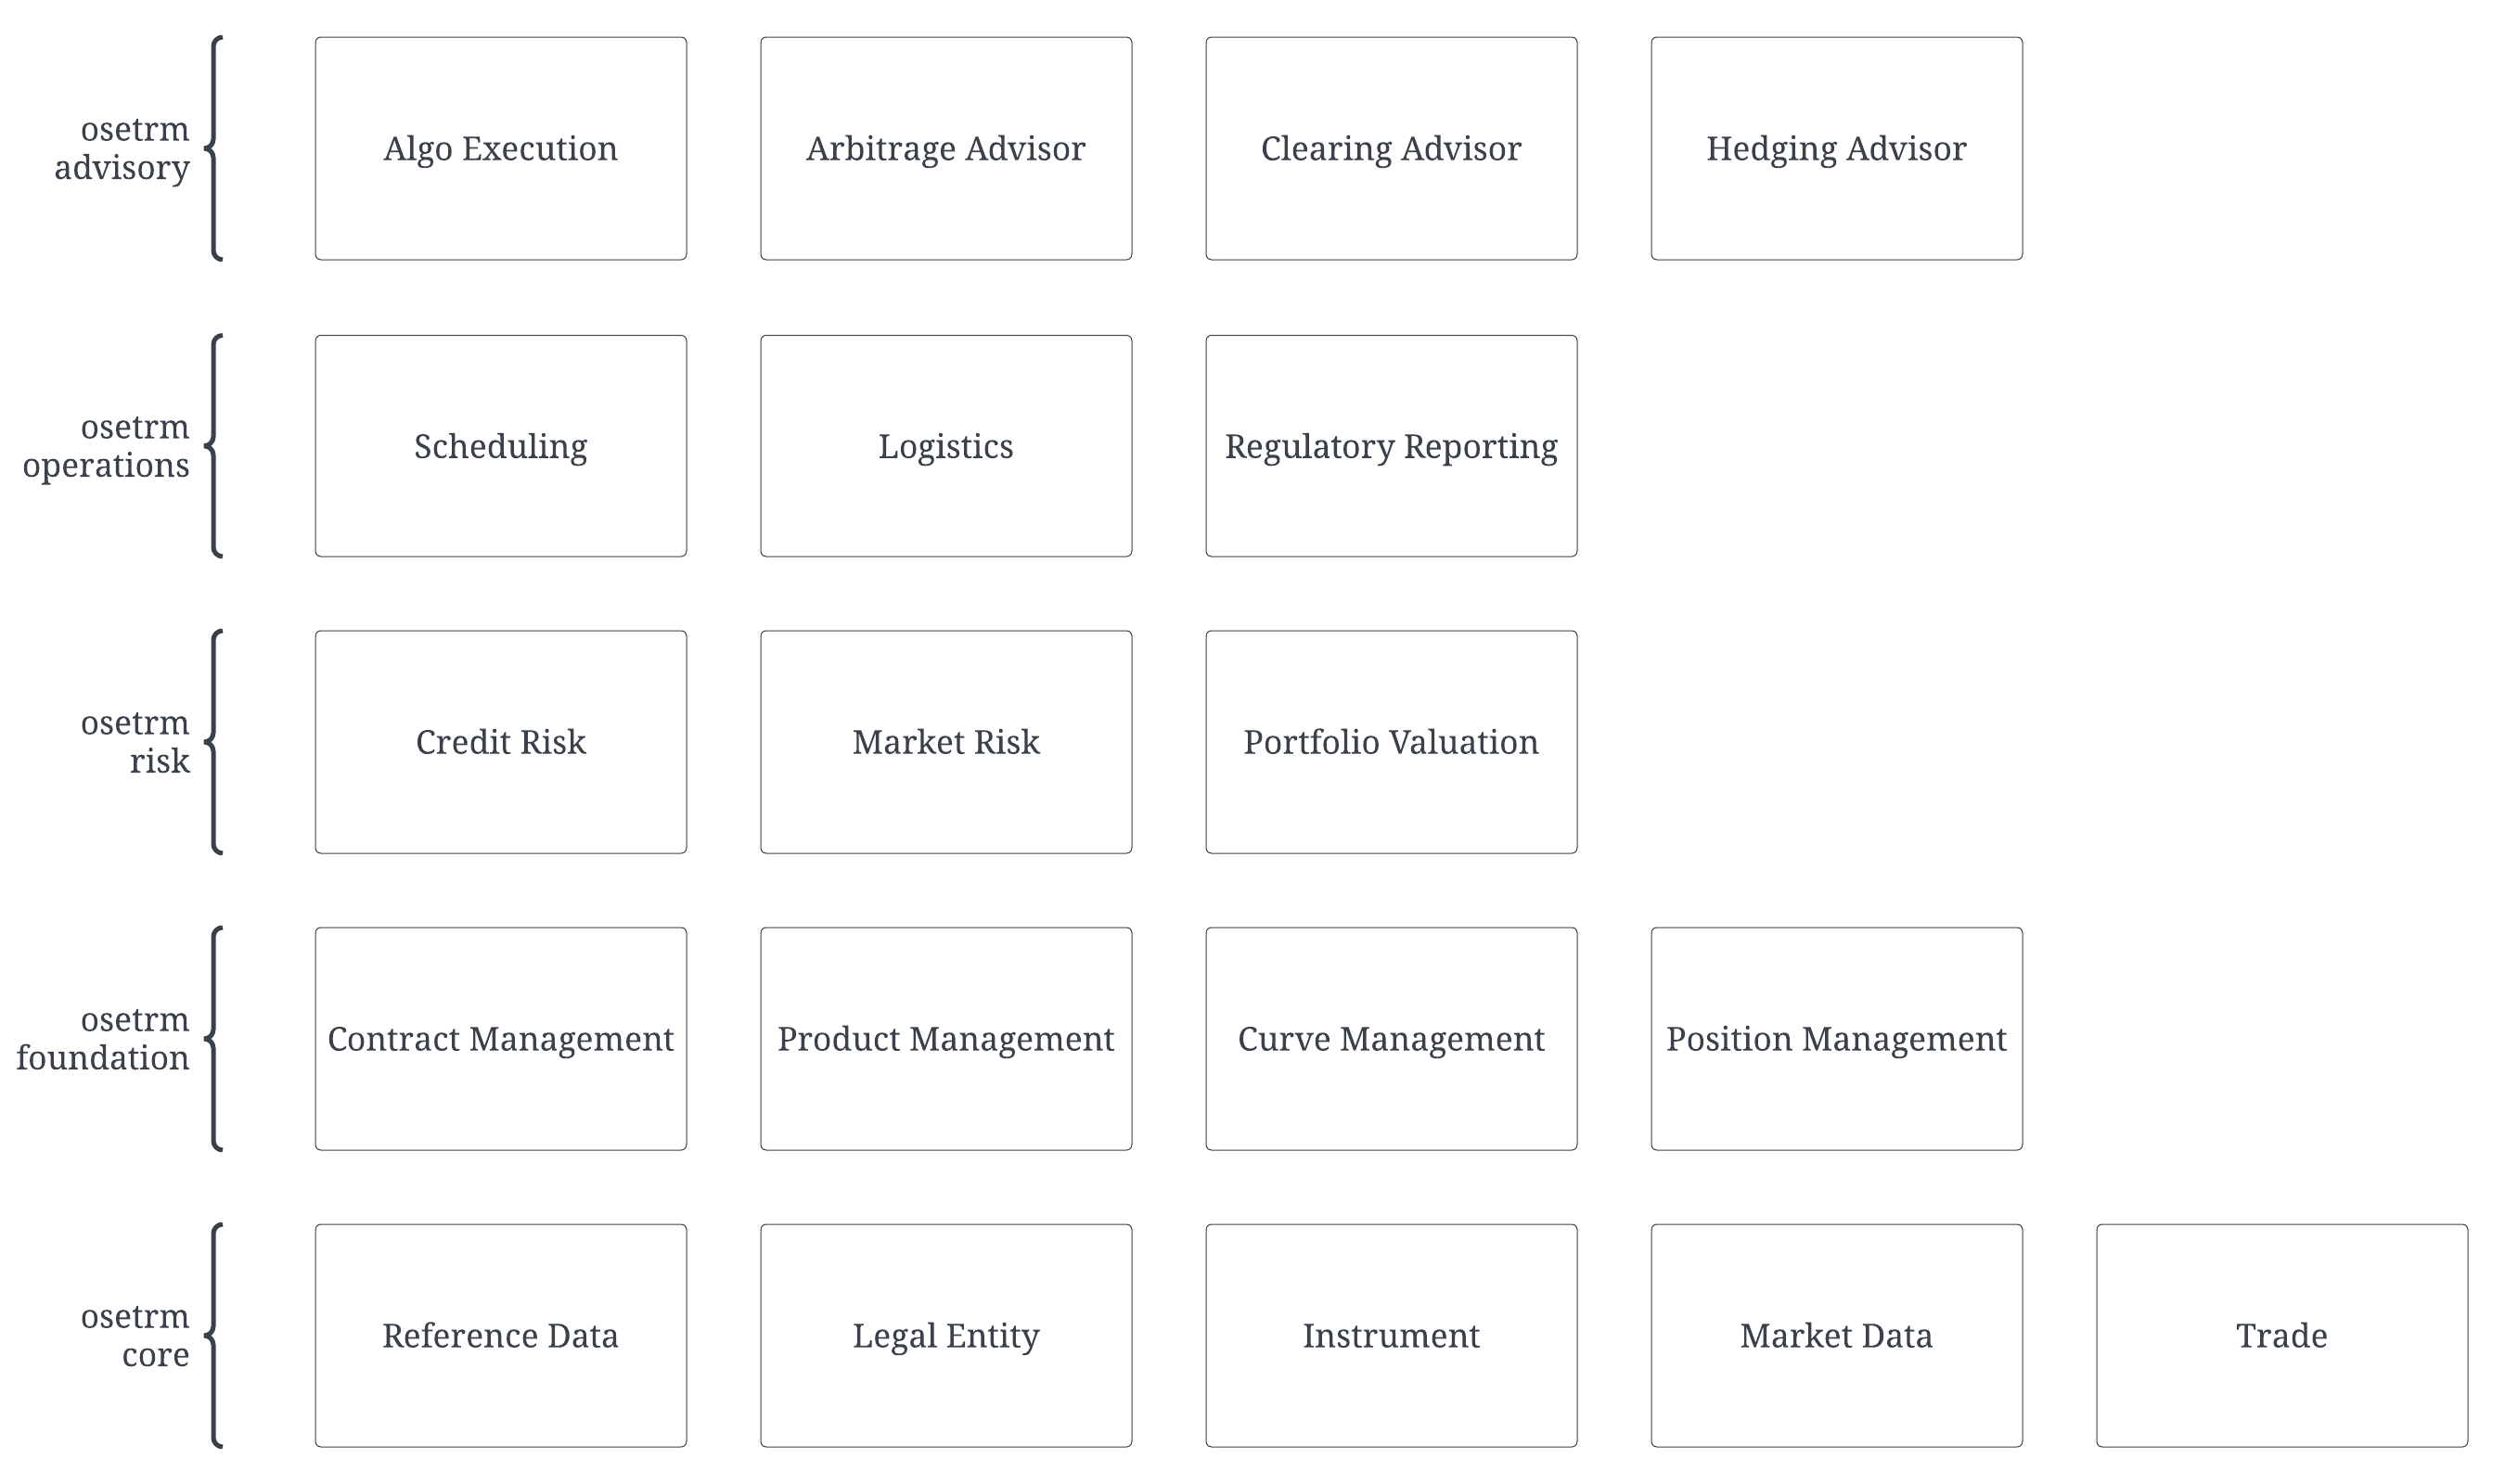 osetrm
advisory
Algo Execution
Arbitrage Advisor
Clearing Advisor
Hedging Advisor
osetrm
operations
Scheduling
Logistics
Regulatory Reporting
osetrm
risk
Credit Risk
Market Risk
Portfolio Valuation
osetrm
foundation
Contract Management
Product Management
Curve Management
Position Management
osetrm
core
Reference Data
Legal Entity
Instrument
Market Data
Trade